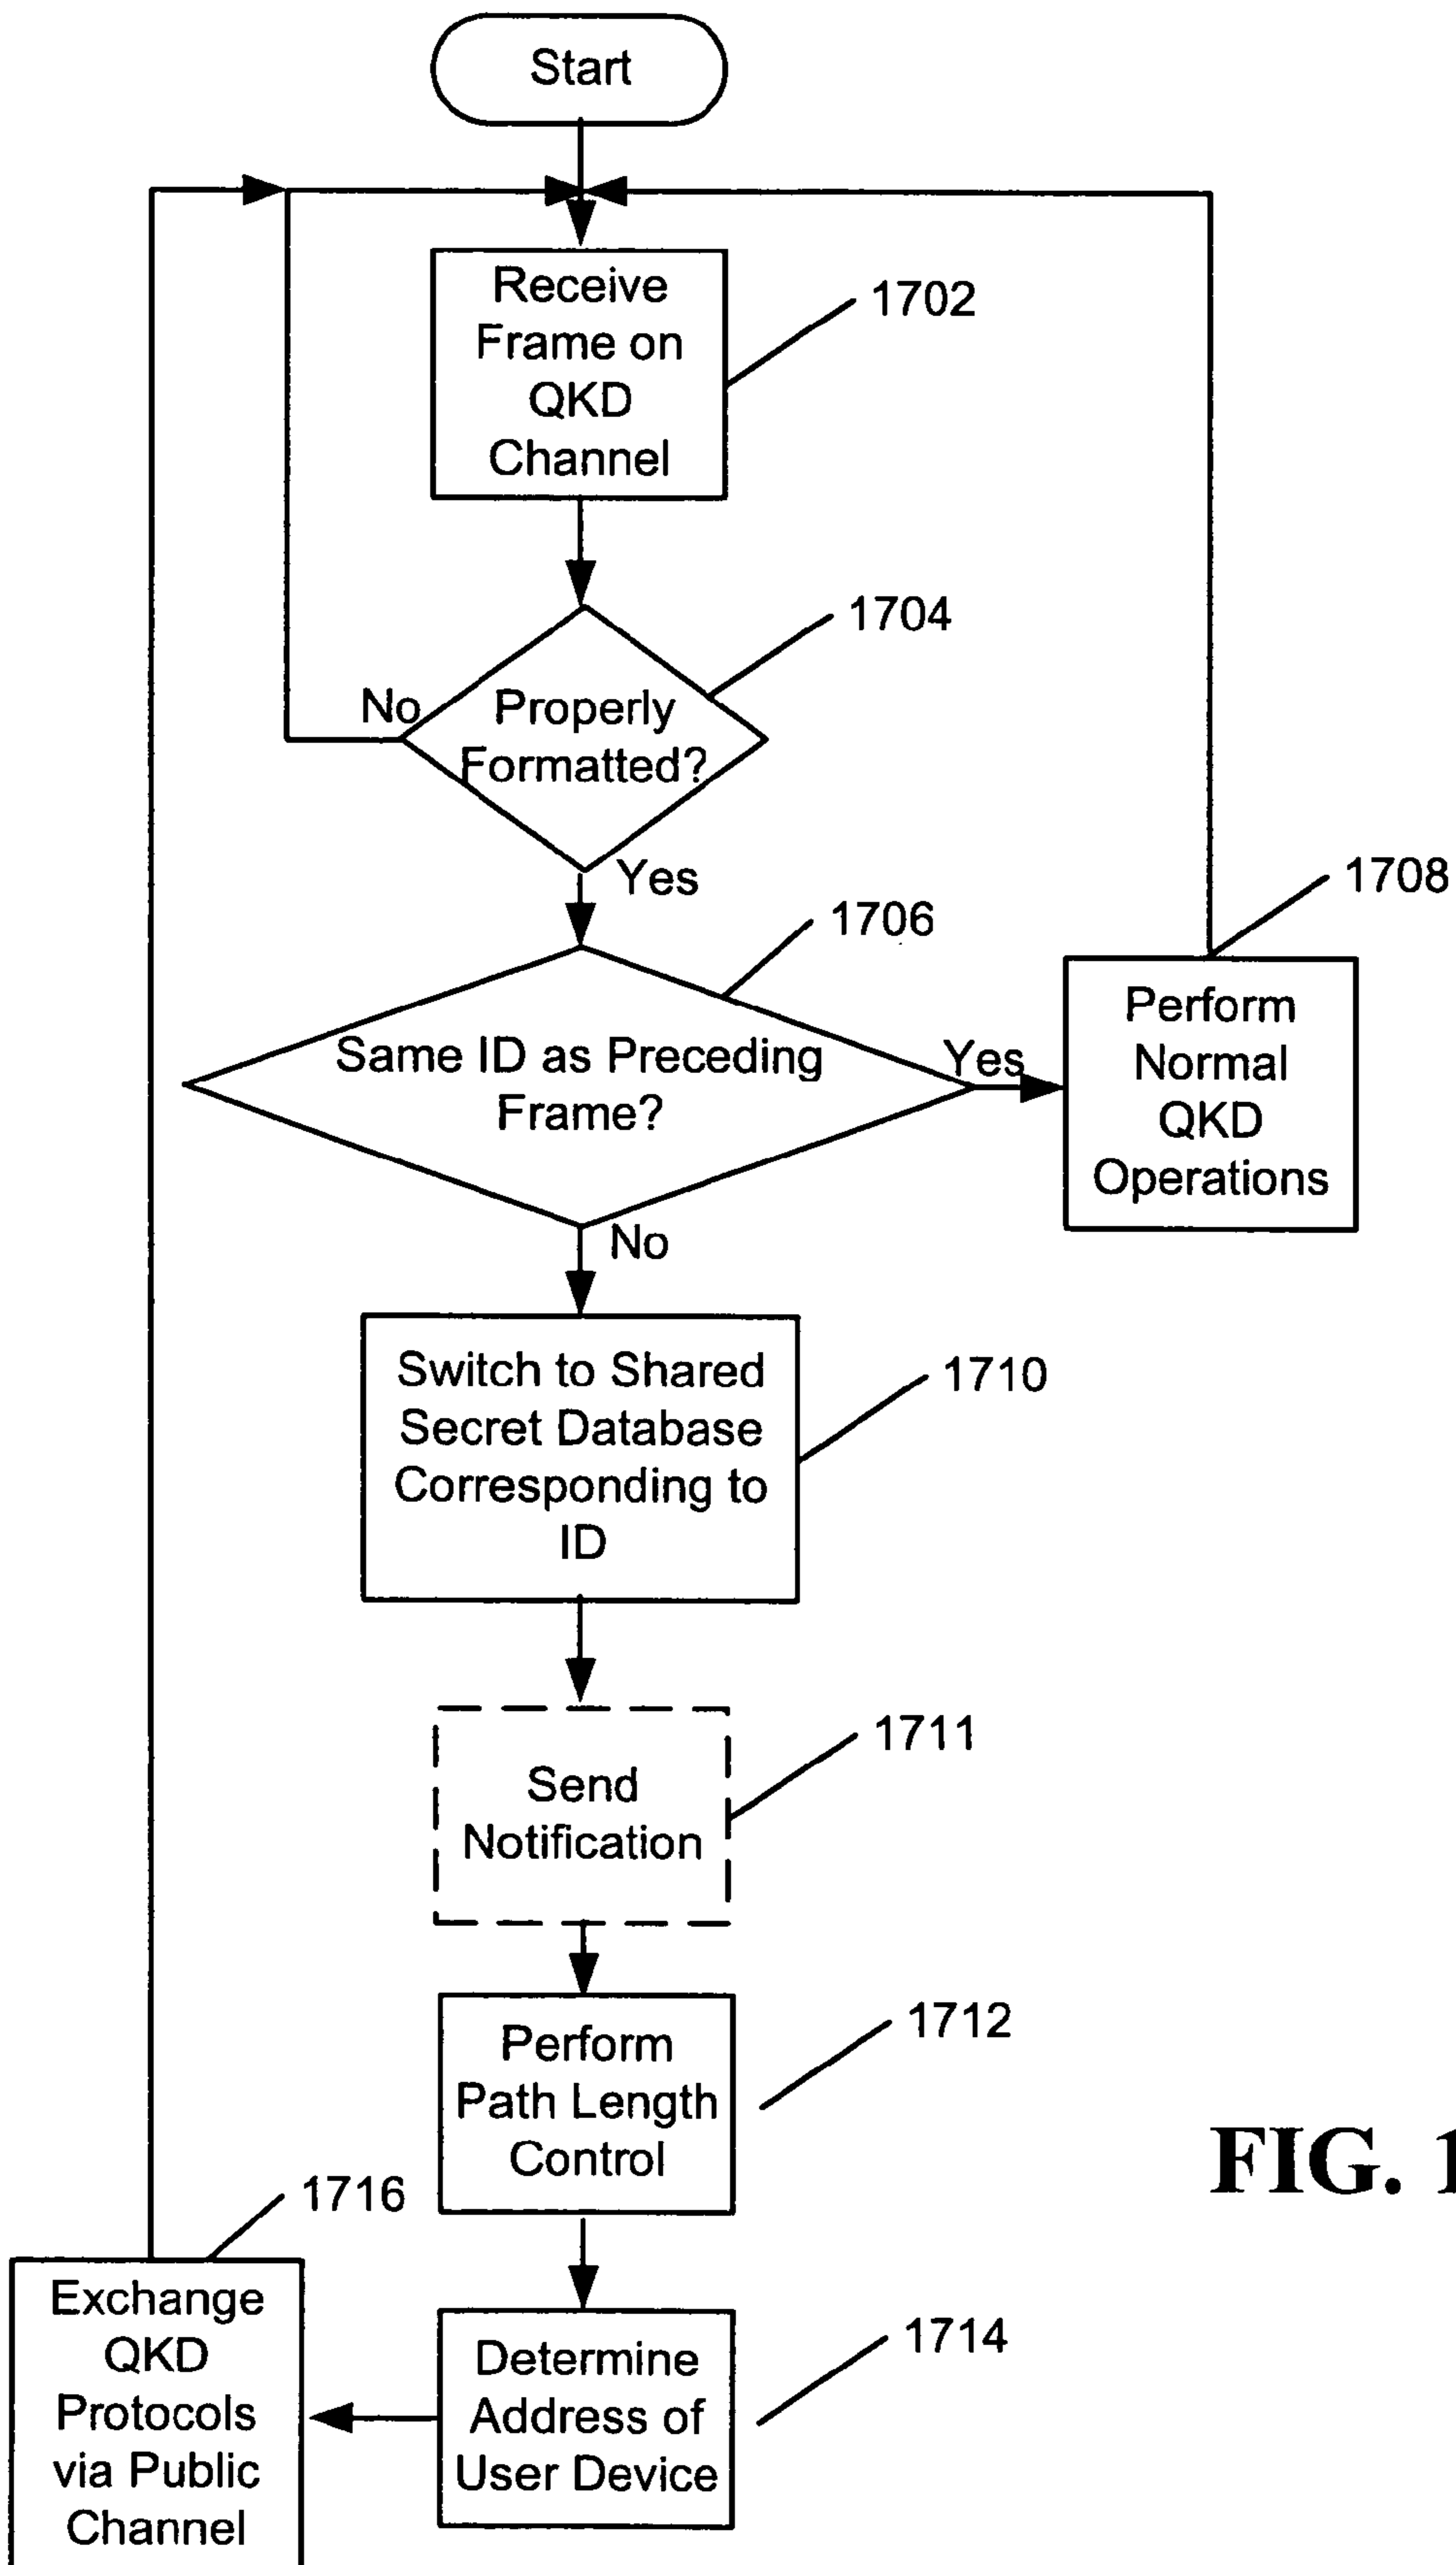 Start
Receive
Frame on
QKD
Channel
1702
1704
No
Properly
Formatted?
Yes
1706
1708
Same ID as Preceding
Frame?
Yes
Perform
Normal
QKD
Operations
No
Switch to Shared
Secret Database
Corresponding to
ID
1710
1711
Send
Notification
1712
Perform
Path Length
Control
FIG. 1
1716
Exchange
QKD
Protocols
via Public
Channel
1714
Determine
Address of
User Device